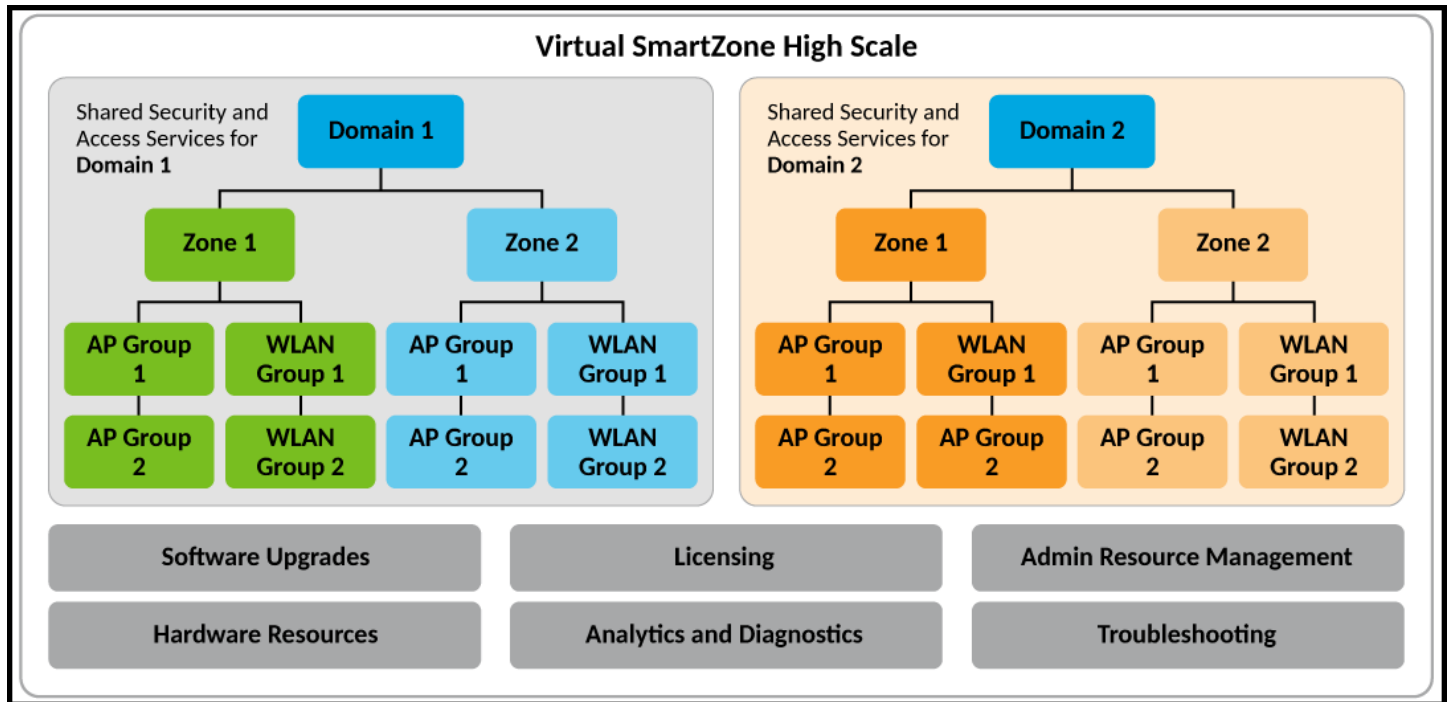 Virtual SmartZone High Scale
Shared Security and
Access Services for
Domain 1
Domain 1
Zone 1
Zone 2
AP Group
1
WLAN
Group 1
AP Group
1
WLAN
Group 1
AP Group
2
WLAN
Group 2
AP Group
2
WLAN
Group 2
Shared Security and
Access Services for
Domain 2
Domain 2
Zone 1
Zone 2
AP Group
1
WLAN
Group 1
AP Group
1
WLAN
Group 1
AP Group
2
AP Group
2
AP Group
2
WLAN
Group 2
Software Upgrades
Licensing
Admin Resource Management
Hardware Resources
Analytics and Diagnostics
Troubleshooting